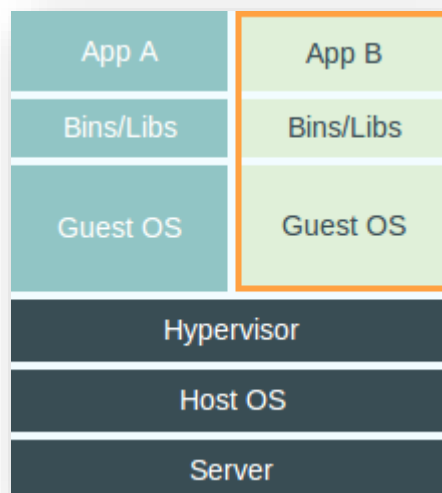 App A
App B
Bins/Libs
Bins/Libs
Guest OS
Guest OS
Hypervisor
Host OS
Server